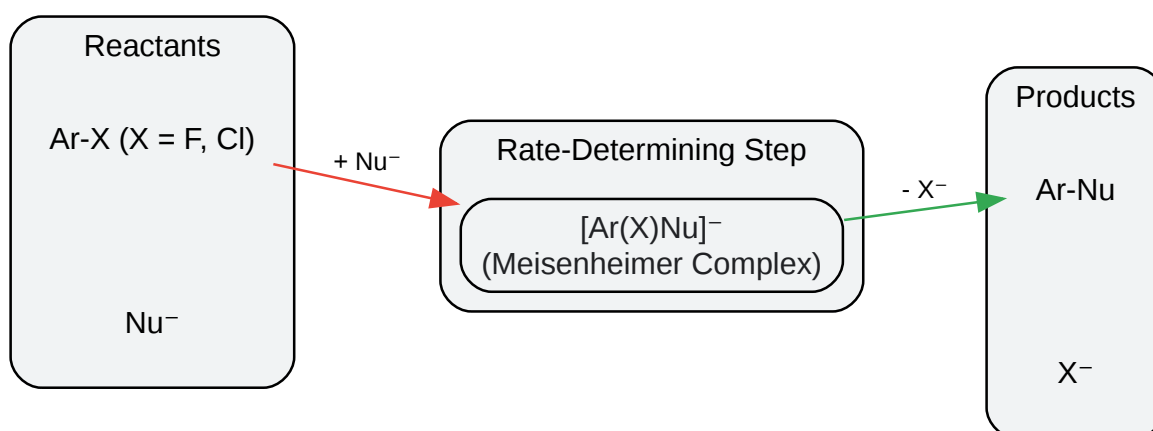 Reactants
Ar-X (X = F, Cl)
Nu⁻
+ Nu⁻
Rate-Determining Step
[Ar(X)Nu]⁻
(Meisenheimer Complex)
- X⁻
Products
Ar-Nu
X⁻